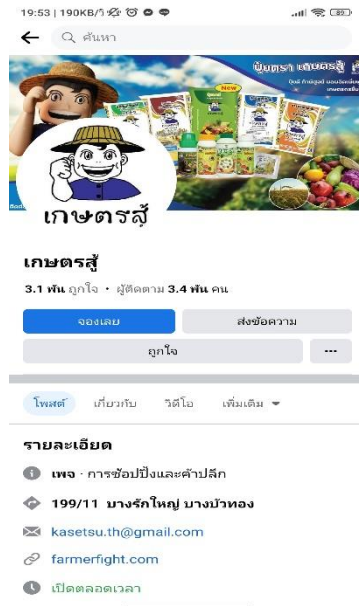 19:53 | 190KB/วิ
ค้นหา
ปุ๋ยตรา เกษตรสู้
New
เกษตรสู้
เกษตรสู้
3.1 พัน ถูกใจ • ผู้ติดตาม 3.4 พัน คน
จองเลย ส่งข้อความ
ถูกใจ
โพสต์ เกี่ยวกับ วิดีโอ เพิ่มเติม
รายละเอียด
เพจ · การช้อปปิ้งและค้าปลีก
199/11 บางรักใหญ่ บางบัวทอง
kasetsu.th@gmail.com
farmerfight.com
เปิดตลอดเวลา